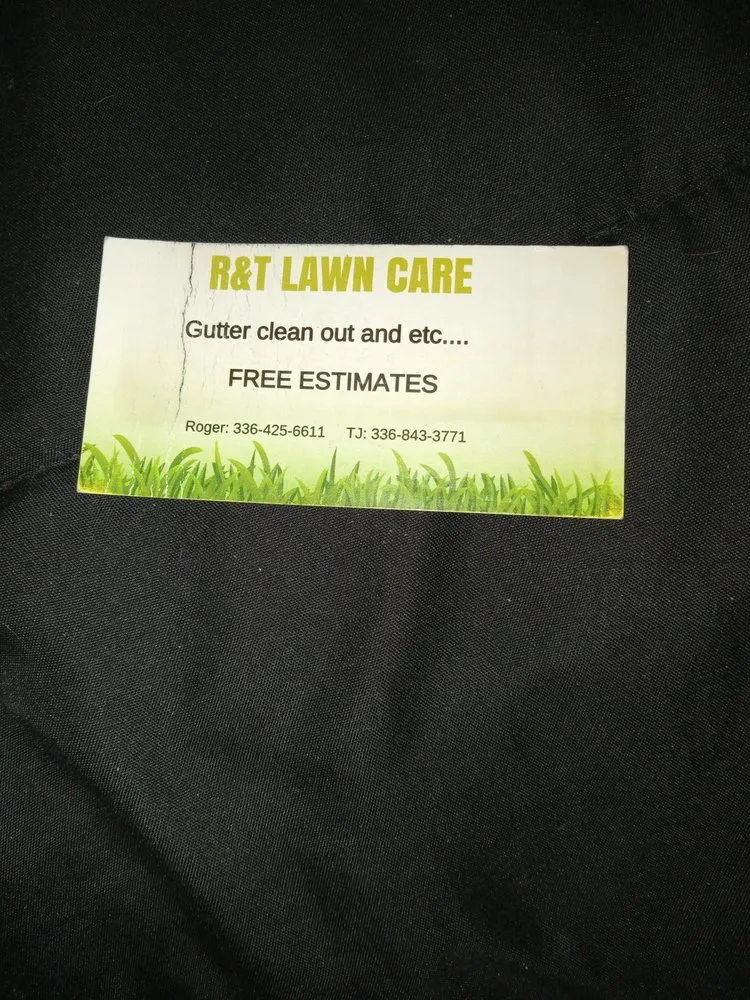 R&T LAWN CARE
Gutter clean out and etc....
FREE ESTIMATES
Roger: 336-425-6611 TJ: 336-843-3771